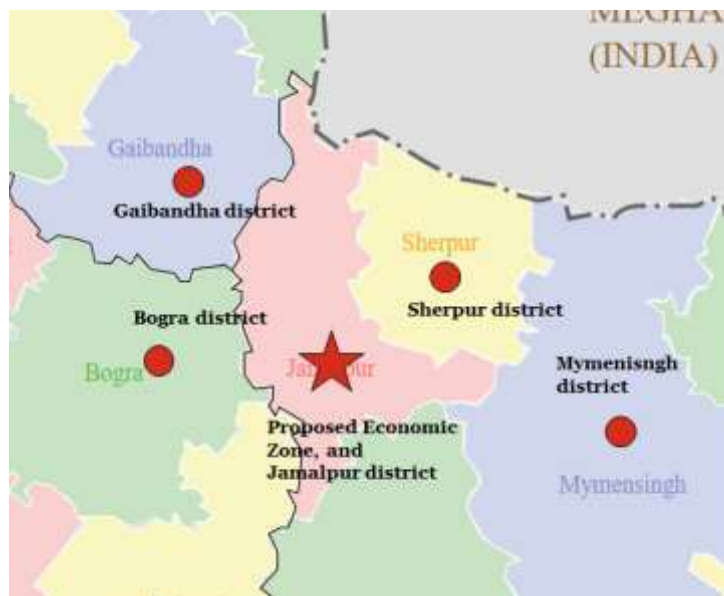 (INDIA)
Gaibandha
Gaibandha district
Sherpur
Sherpur district
Bogra district
Bogra
Mymenisngh
district
Proposed Economic
Zone, and
Jamalpur district
Mymensingh